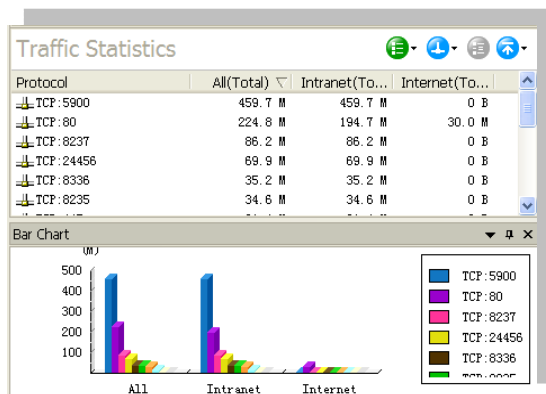 Traffic Statistics
Protocol All(Total) Intranet(To... Internet(To...
TCP:5900 459.7 M 459.7 M 0 B
TCP:80 224.8 M 194.7 M 30.0 M
TCP:8237 86.2 M 86.2 M 0 B
TCP:24456 69.9 M 69.9 M 0 B
TCP:8336 35.2 M 35.2 M 0 B
TCP:8235 34.6 M 34.6 M 0 B
Bar Chart
(M)
500
400
300
200
100
All Intranet Internet
TCP:5900
TCP:80
TCP:8237
TCP:24456
TCP:8336